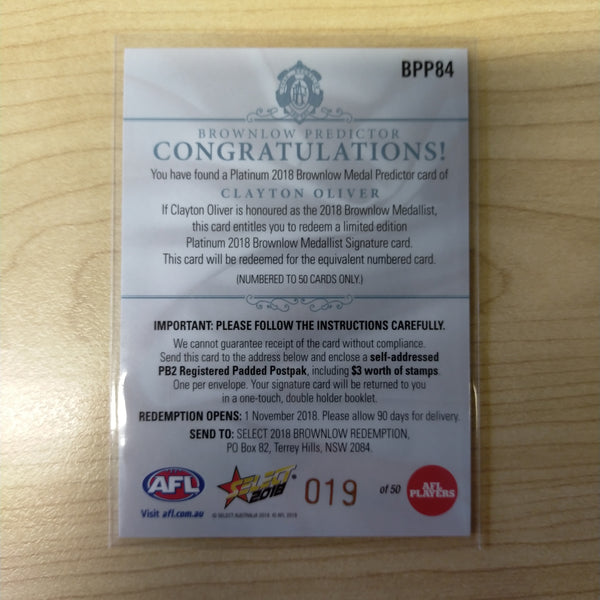 BPP84
BROWNLOW PREDICTOR
CONGRATULATIONS!
You have found a Platinum 2018 Brownlow Medal Predictor card of
CLAYTON OLIVER
If Clayton Oliver is honoured as the 2018 Brownlow Medallist,
this card entitles you to redeem a limited edition
Platinum 2018 Brownlow Medallist Signature card.
This card will be redeemed for the equivalent numbered card.
(NUMBERED TO 50 CARDS ONLY.)
IMPORTANT: PLEASE FOLLOW THE INSTRUCTIONS CAREFULLY.
We cannot guarantee receipt of the card without compliance.
Send this card to the address below and enclose a self-addressed
PB2 Registered Padded Postpak, including $3 worth of stamps.
One per envelope. Your signature card will be returned to you
in a one-touch, double holder booklet.
REDEMPTION OPENS: 1 November 2018. Please allow 90 days for delivery.
SEND TO: SELECT 2018 BROWNLOW REDEMPTION,
PO Box 82, Terrey Hills, NSW 2084.
AFL
SELECT
2018
019
of 50
AFL
PLAYERS
Visit afl.com.au
© SELECT AUSTRALIA 2018. © AFL 2018